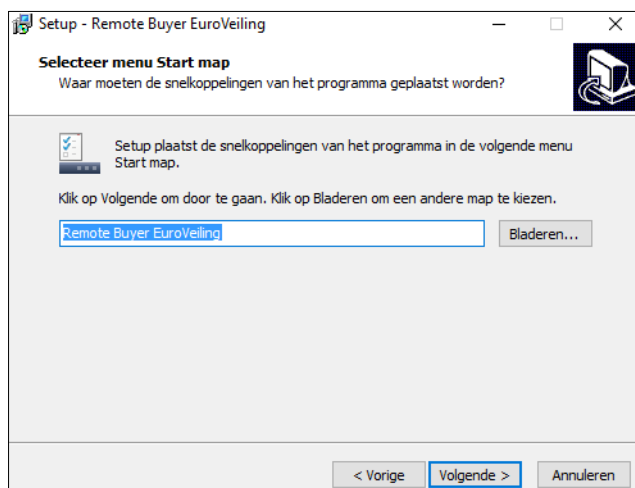 Setup - Remote Buyer EuroVeiling
Selecteer menu Start map
Waar moeten de snelkoppelingen van het programma geplaatst worden?
Setup plaatst de snelkoppelingen van het programma in de volgende menu
Start map.
Klik op Volgende om door te gaan. Klik op Bladeren om een andere map te kiezen.
Remote Buyer EuroVeiling
Bladeren...
< Vorige
Volgende >
Annuleren